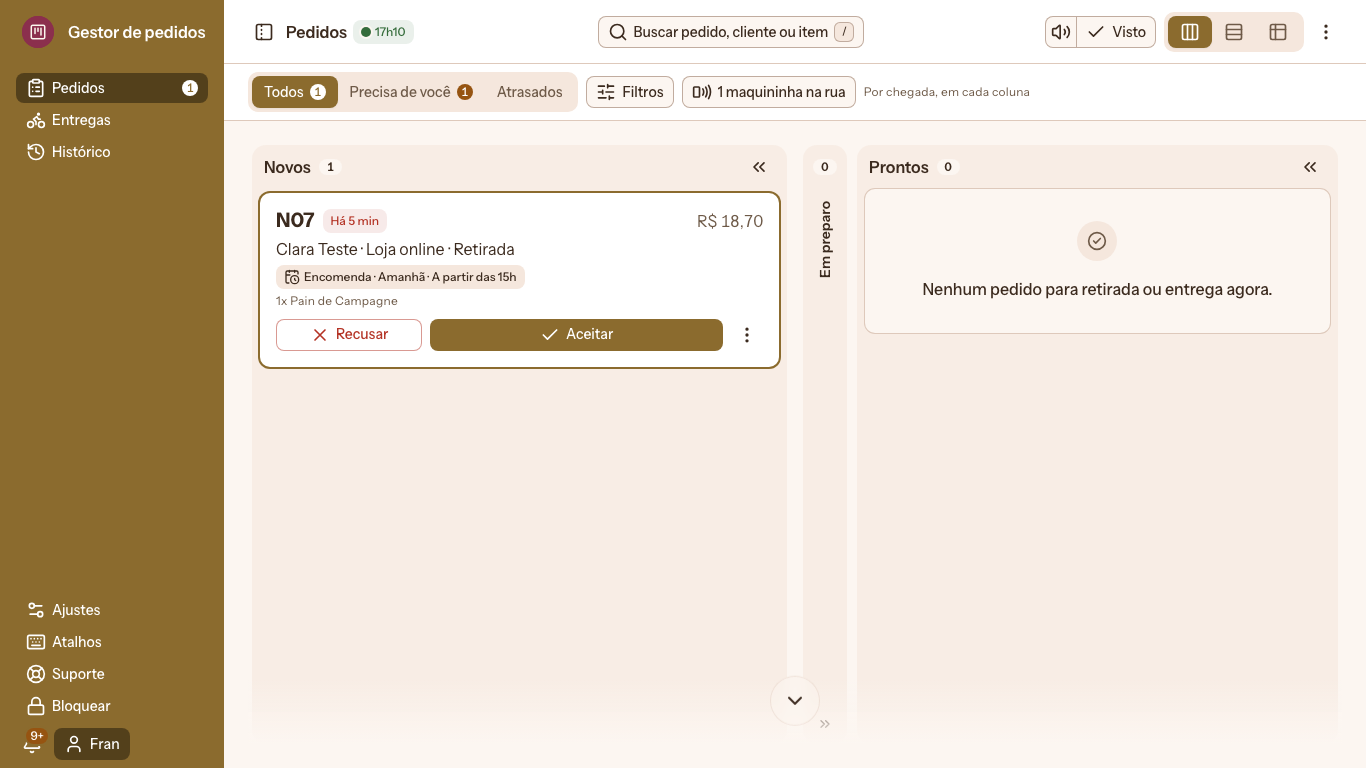 Gestor de pedidos
Pedidos 1
Entregas
Histórico
Ajustes
Atalhos
Suporte
Bloquear
9+
Fran
Pedidos
17h10
Buscar pedido, cliente ou item /
Visto
Todos 1
Precisa de você 1
Atrasados
Filtros
1 maquininha na rua
Por chegada, em cada coluna
Novos 1
N07 Há 5 min R$ 18,70
Clara Teste · Loja online · Retirada
Encomenda · Amanhã · A partir das 15h
1x Pain de Campagne
Recusar
Aceitar
0
Em preparo
Prontos 0
Nenhum pedido para retirada ou entrega agora.